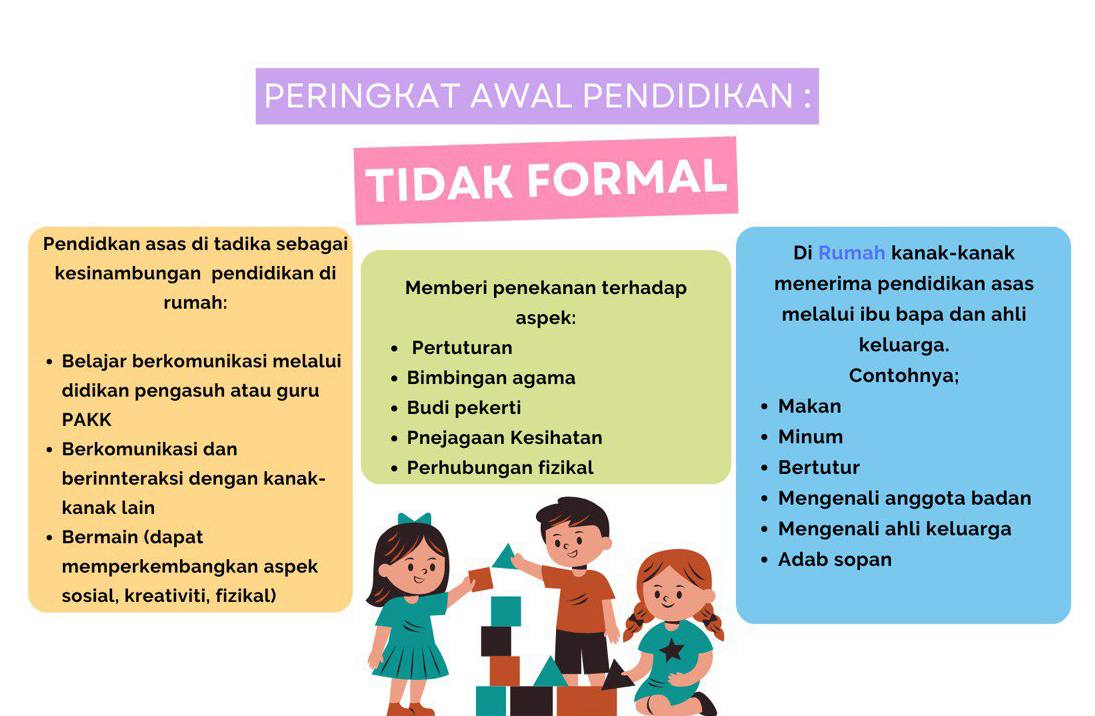 PERINGKAT AWAL PENDIDIKAN :
TIDAK FORMAL
Pendidkan asas di tadika sebagai
kesinambungan pendidikan di
rumah:
• Belajar berkomunikasi melalui
didikan pengasuh atau guru
PAKK
• Berkomunikasi dan
berinnteraksi dengan kanak-
kanak lain
• Bermain (dapat
memperkembangkan aspek
sosial, kreativiti, fizikal)
Memberi penekanan terhadap
aspek:
• Pertuturan
• Bimbingan agama
• Budi pekerti
• Pnejagaan Kesihatan
• Perhubungan fizikal
Di Rumah kanak-kanak
menerima pendidikan asas
melalui ibu bapa dan ahli
keluarga.
Contohnya;
• Makan
• Minum
• Bertutur
• Mengenali anggota badan
• Mengenali ahli keluarga
• Adab sopan